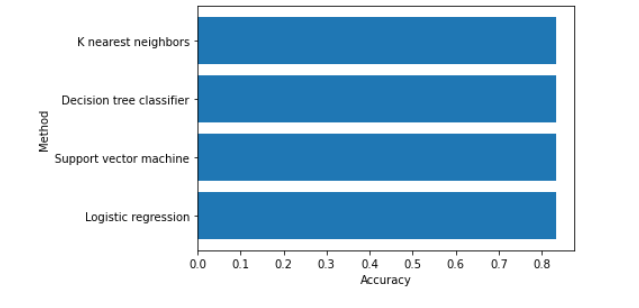 K nearest neighbors
Decision tree classifier
Support vector machine
Logistic regression
Method
0.0 0.1 0.2 0.3 0.4 0.5 0.6 0.7 0.8
Accuracy